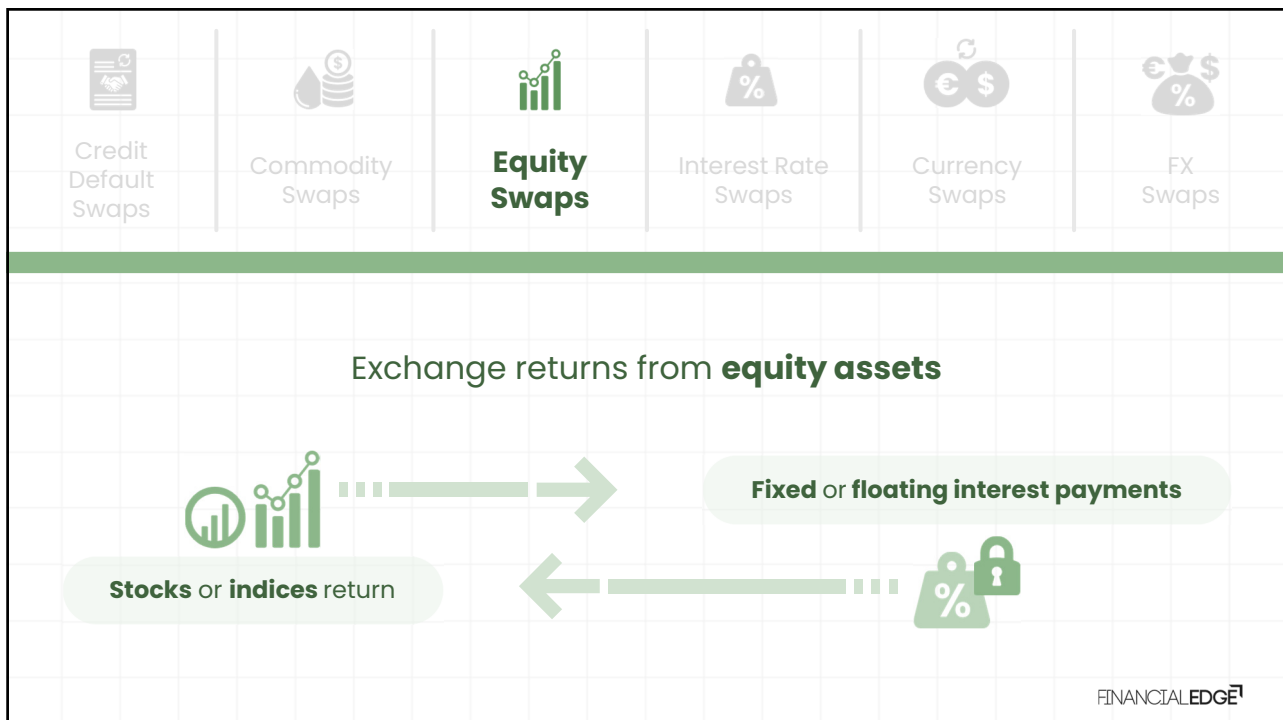 Credit
Default
Swaps
Commodity
Swaps
Equity
Swaps
Interest Rate
Swaps
Currency
Swaps
FX
Swaps
Exchange returns from equity assets
Fixed or floating interest payments
Stocks or indices return
FINANCIALEDGE